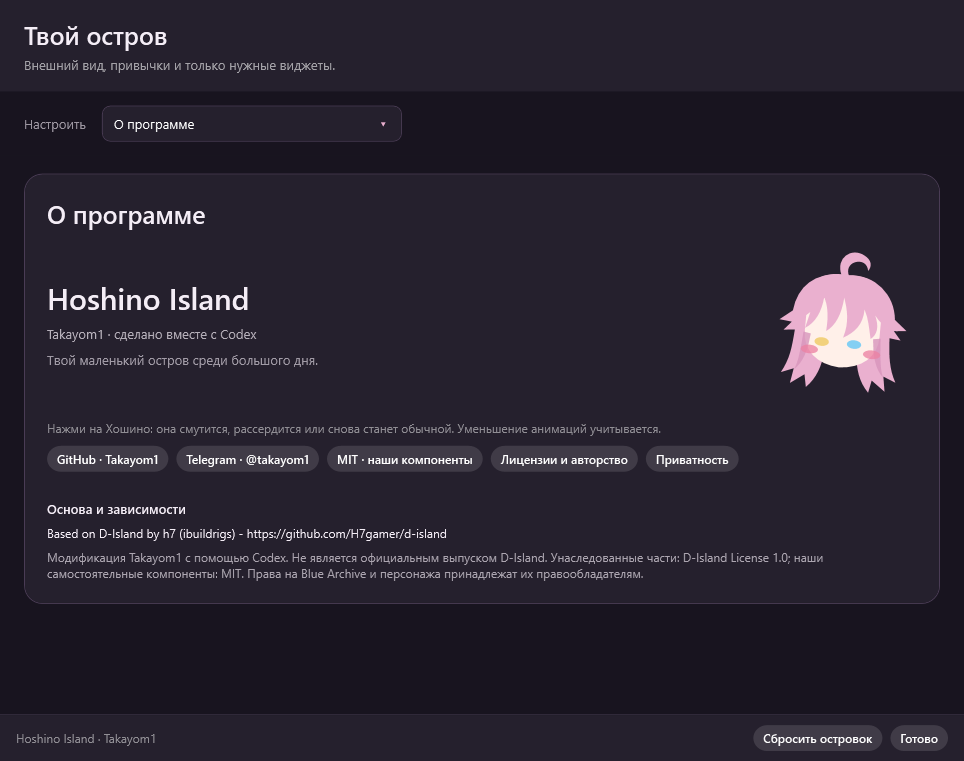 Твой остров
Внешний вид, привычки и только нужные виджеты.
Настроить
О программе
О программе
Hoshino Island
Takayom1 · сделано вместе с Codex
Твой маленький остров среди большого дня.
Нажми на Хошино: она смутится, рассердится или снова станет обычной. Уменьшение анимаций учитывается.
GitHub · Takayom1
Telegram · @takayom1
MIT · наши компоненты
Лицензии и авторство
Приватность
Основа и зависимости
Based on D-Island by h7 (ibuildrigs) - https://github.com/H7gamer/d-island
Модификация Takayom1 с помощью Codex. Не является официальным выпуском D-Island. Унаследованные части: D-Island License 1.0; наши
самостоятельные компоненты: MIT. Права на Blue Archive и персонажа принадлежат их правообладателям.
Hoshino Island · Takayom1
Сбросить островок
Готово